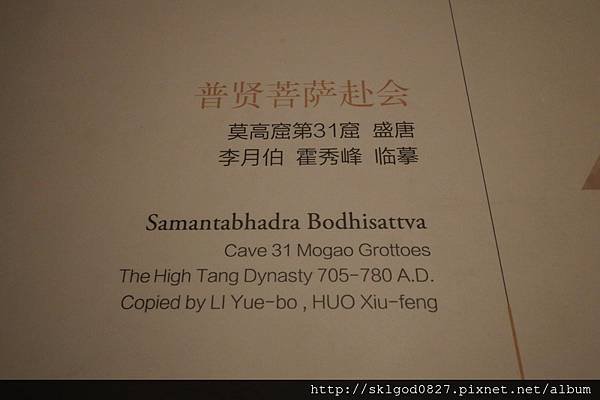 普贤菩萨赴会
莫高窟第31窟 盛唐
李月伯 霍秀峰 临摹
Samantabhadra Bodhisattva
Cave 31 Mogao Grottoes
The High Tang Dynasty 705-780 A.D.
Copied by LI Yue-bo , HUO Xiu-feng
http://sklgod0827.pixnet.net/album